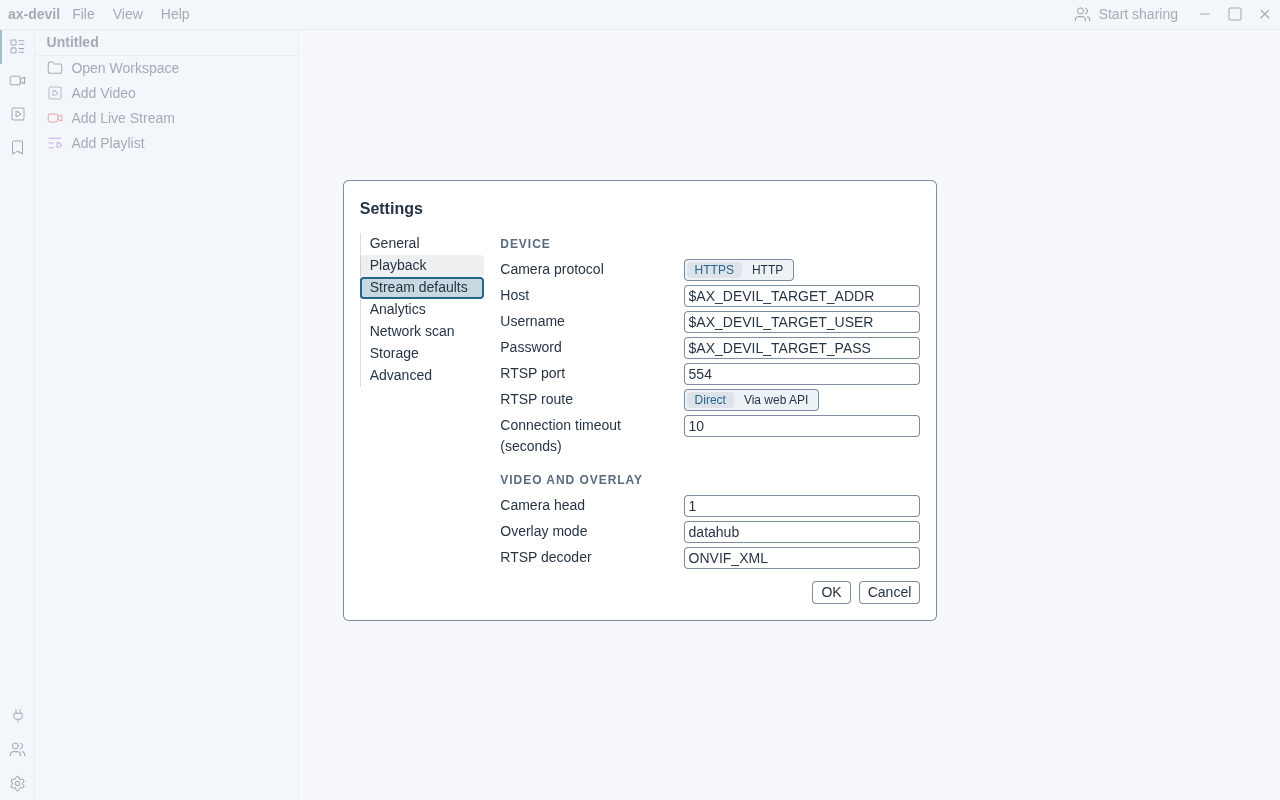 ax-devil File View Help Start sharing
Untitled
Open Workspace
Add Video
Add Live Stream
Add Playlist
Settings
General
Playback
Stream defaults
Analytics
Network scan
Storage
Advanced
DEVICE
Camera protocol HTTPS HTTP
Host $AX_DEVIL_TARGET_ADDR
Username $AX_DEVIL_TARGET_USER
Password $AX_DEVIL_TARGET_PASS
RTSP port 554
RTSP route Direct Via web API
Connection timeout 10
(seconds)
VIDEO AND OVERLAY
Camera head 1
Overlay mode datahub
RTSP decoder ONVIF_XML
OK Cancel